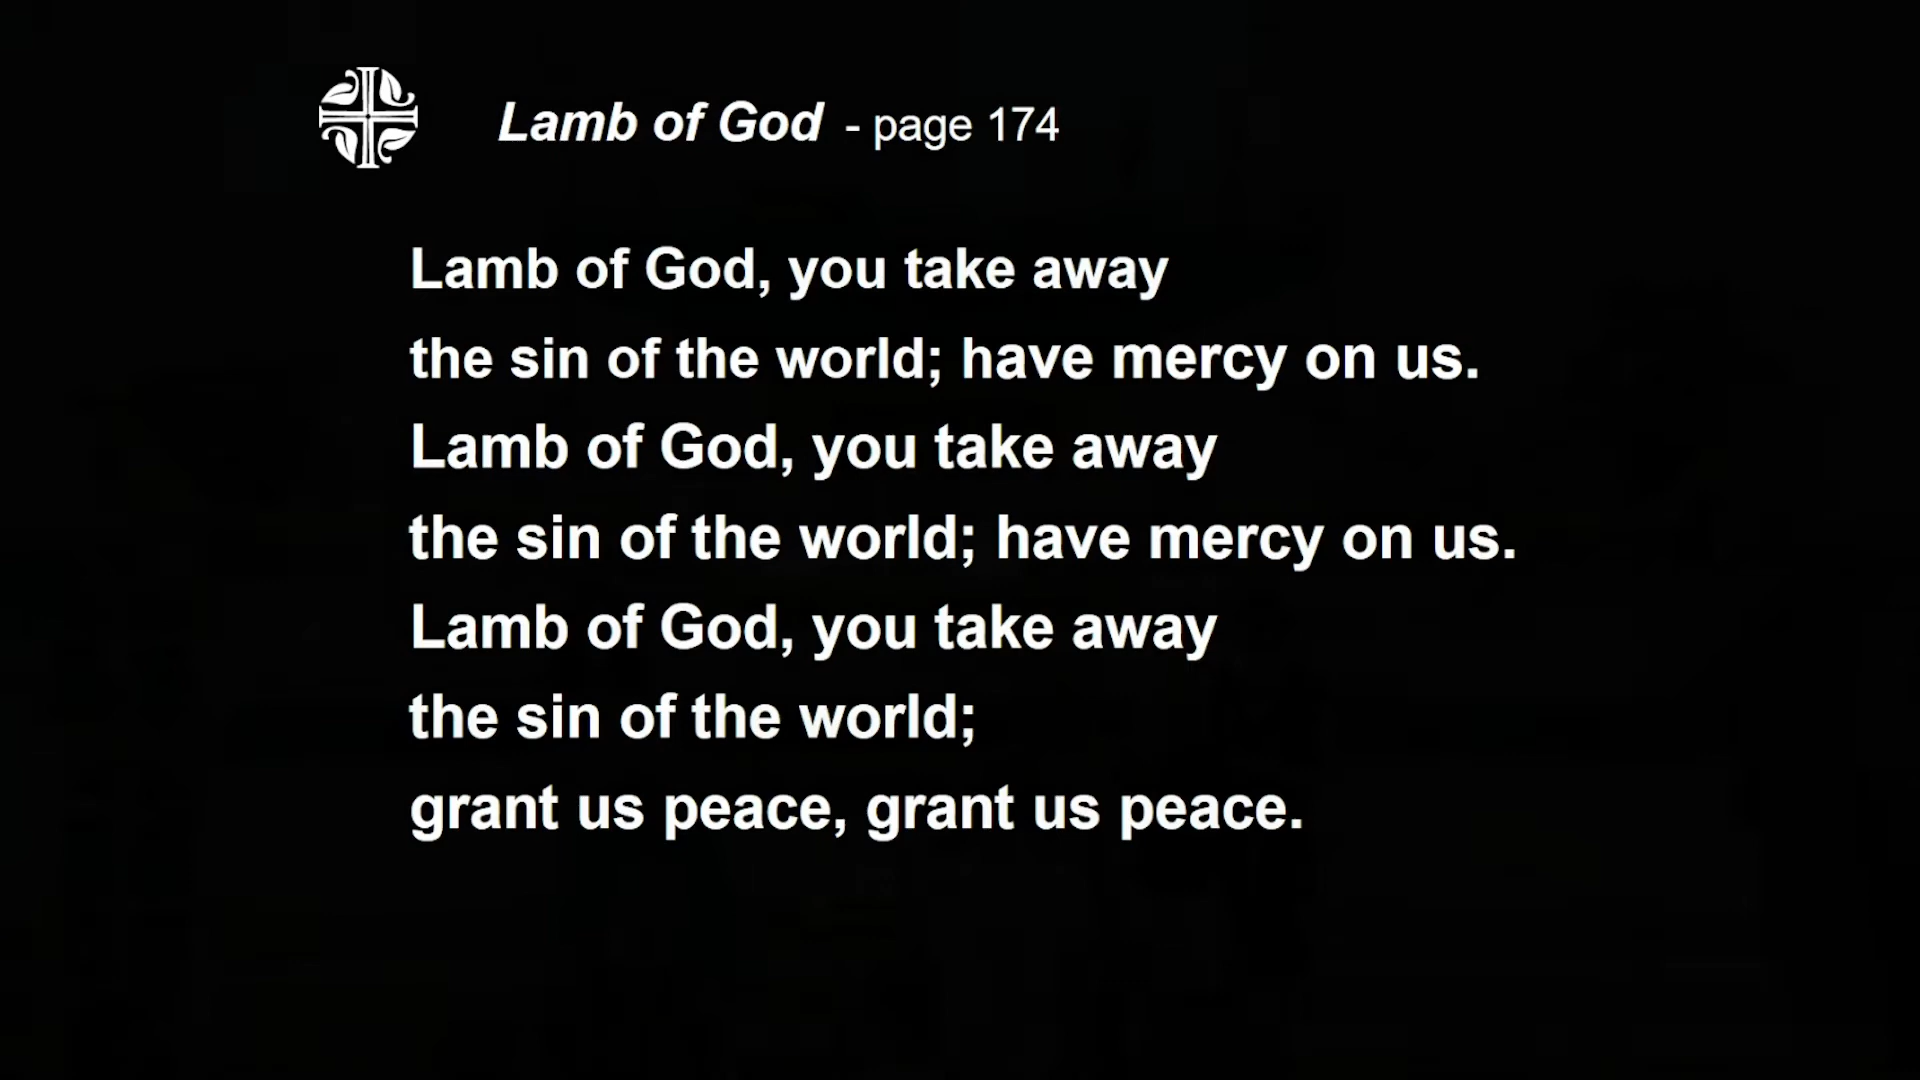 Lamb of God - page 174
Lamb of God, you take away
the sin of the world; have mercy on us.
Lamb of God, you take away
the sin of the world; have mercy on us.
Lamb of God, you take away
the sin of the world;
grant us peace, grant us peace.